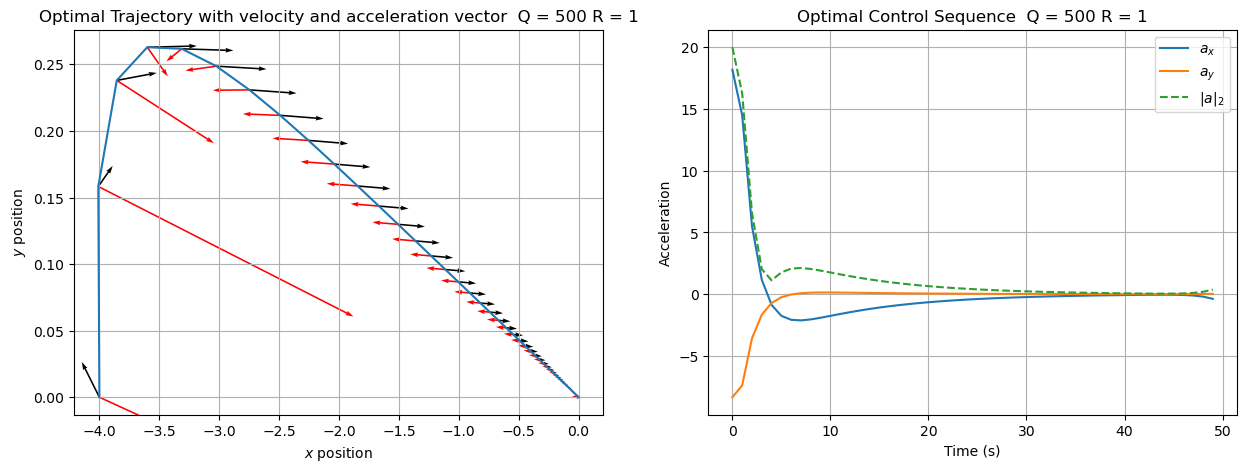 Optimal Trajectory with velocity and acceleration vector  Q = 500 R = 1
0.25
0.20
0.15
0.10
0.05
0.00
y position
−4.0 −3.5 −3.0 −2.5 −2.0 −1.5 −1.0 −0.5 0.0
x position
Optimal Control Sequence  Q = 500 R = 1
20
15
10
5
0
−5
Acceleration
a_x
a_y
|a|_2
0 10 20 30 40 50
Time (s)